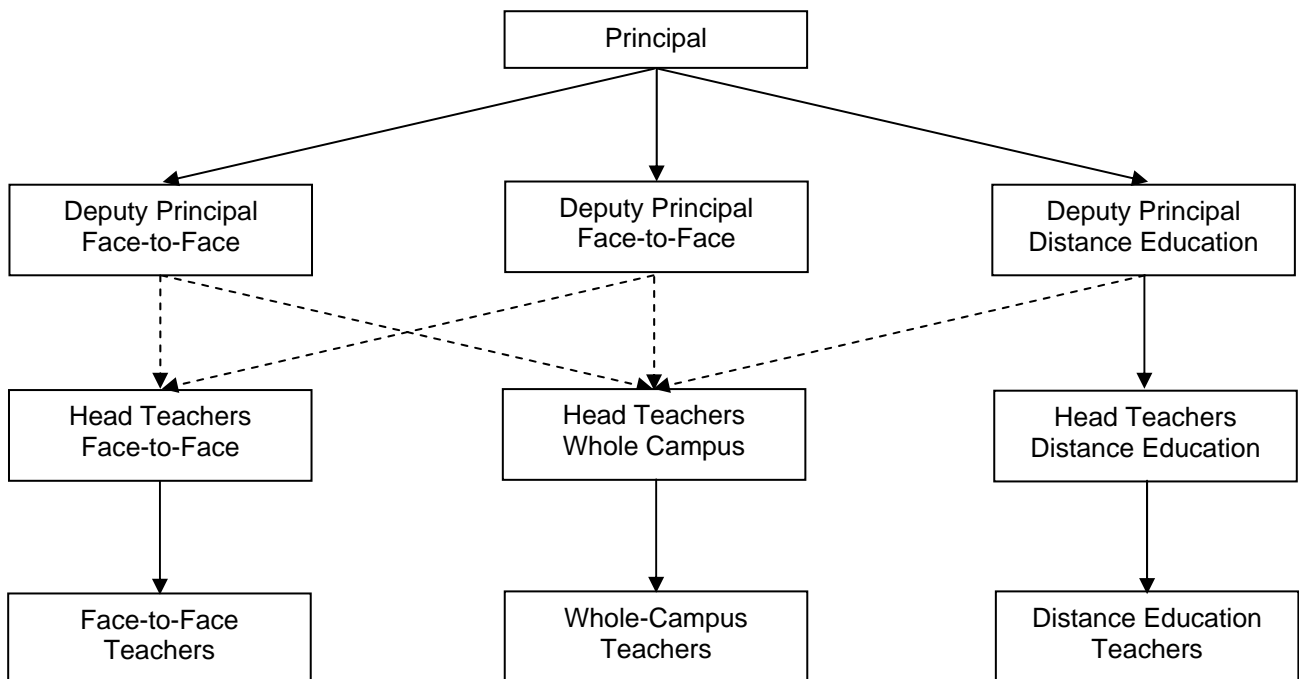 Principal
Deputy Principal
Face-to-Face
Deputy Principal
Face-to-Face
Deputy Principal
Distance Education
Head Teachers
Face-to-Face
Head Teachers
Whole Campus
Head Teachers
Distance Education
Face-to-Face
Teachers
Whole-Campus
Teachers
Distance Education
Teachers